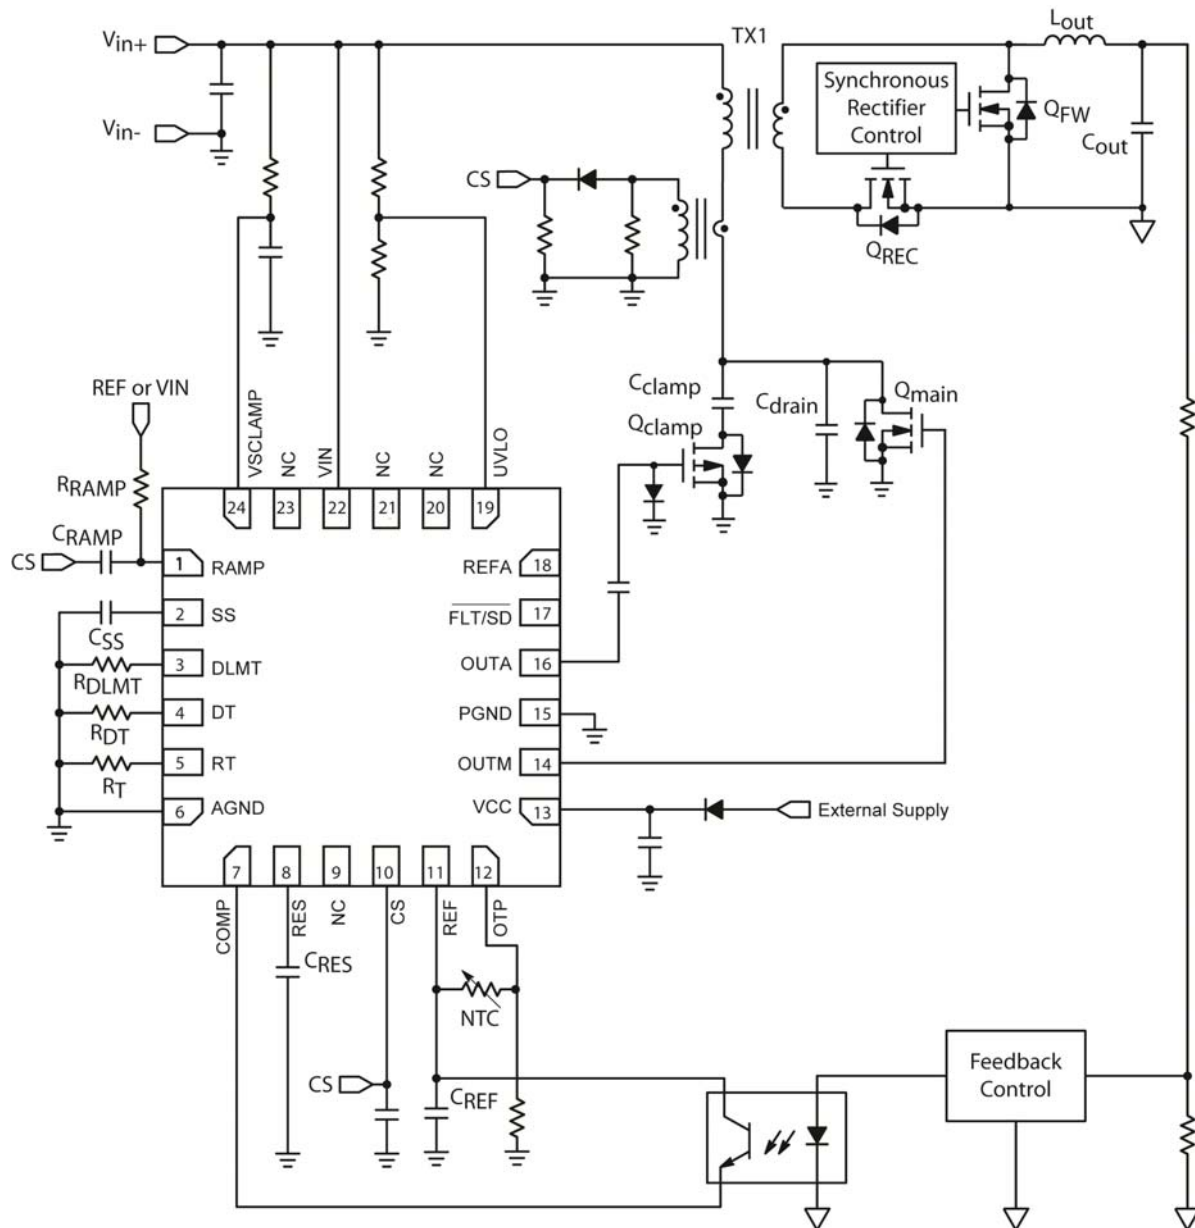 Vin+
Vin-
TX1
Lout
Synchronous
Rectifier
Control
QFW
Cout
QREC
CS
REF or VIN
RRAMP
CRAMP
CS
Cclamp
Qclamp
Cdrain
Qmain
VSCLAMP
NC
VIN
NC
NC
UVLO
24
23
22
21
20
19
1
RAMP
2
SS
CSS
3
DLMT
RDLMT
4
DT
RDT
5
RT
RT
6
AGND
REFA
18
FLT/SD
17
OUTA
16
PGND
15
OUTM
14
VCC
13
External Supply
7
8
9
10
11
12
COMP
RES
NC
CS
REF
OTP
CRES
NTC
CS
CREF
Feedback
Control